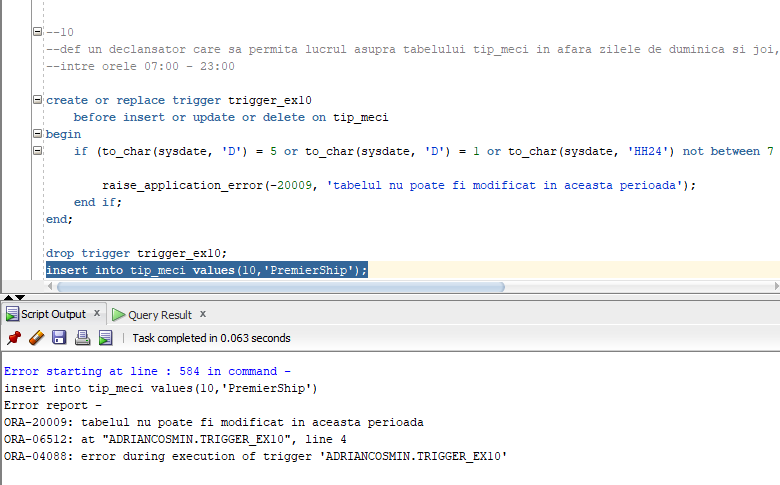 --10
--def un declansator care sa permita lucrul asupra tabelului tip_meci in afara zilele de duminica si joi,
--intre orele 07:00 - 23:00
create or replace trigger trigger_ex10
before insert or update or delete on tip_meci
begin
if (to_char(sysdate, 'D') = 5 or to_char(sysdate, 'D') = 1 or to_char(sysdate, 'HH24') not between 7
raise_application_error(-20009, 'tabelul nu poate fi modificat in aceasta perioada');
end if;
end;
drop trigger trigger_ex10;
insert into tip_meci values(10,'PremierShip');
Script Output x Query Result x
Task completed in 0.063 seconds
Error starting at line : 584 in command -
insert into tip_meci values(10,'PremierShip')
Error report -
ORA-20009: tabelul nu poate fi modificat in aceasta perioada
ORA-06512: at "ADRIANCOSMIN.TRIGGER_EX10", line 4
ORA-04088: error during execution of trigger 'ADRIANCOSMIN.TRIGGER_EX10'